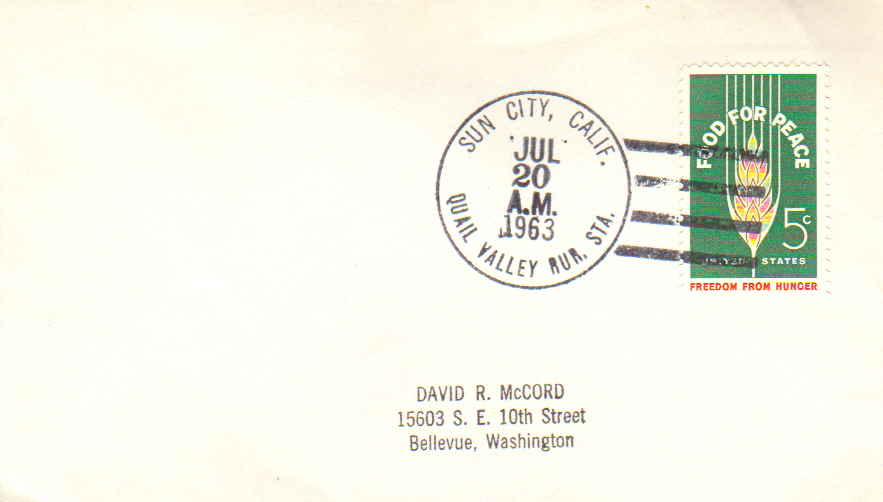 SUN CITY, CALIF.
JUL
20
A.M.
1963
QUAIL VALLEY RUR. STA.
FOOD FOR PEACE
5c
UNITED STATES
FREEDOM FROM HUNGER
DAVID R. McCORD
15603 S. E. 10th Street
Bellevue, Washington